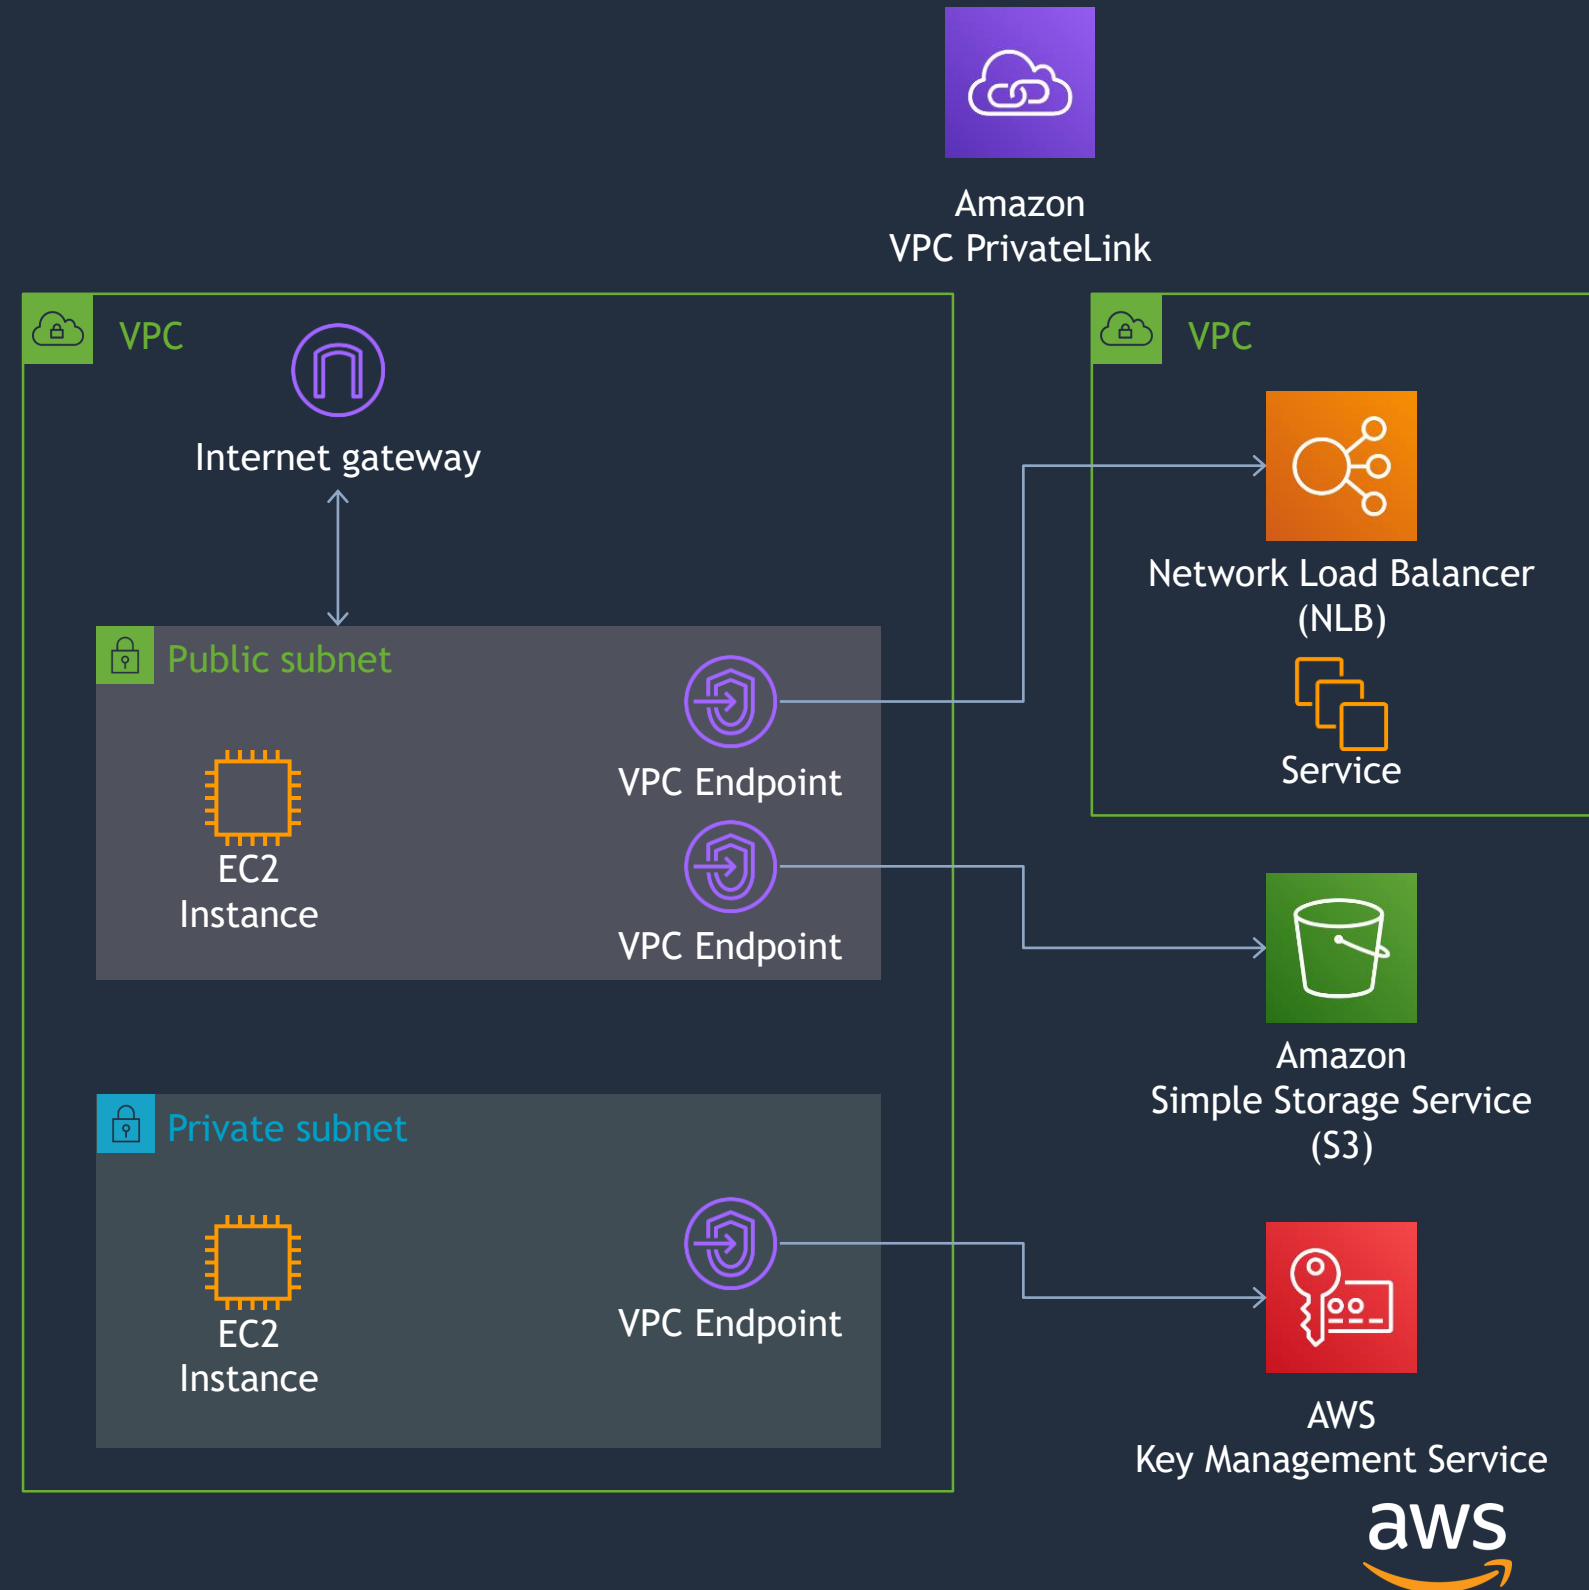 Amazon
VPC PrivateLink
VPC
Internet gateway
Public subnet
EC2
Instance
VPC Endpoint
VPC Endpoint
Private subnet
EC2
Instance
VPC Endpoint
VPC
Network Load Balancer
(NLB)
Service
Amazon
Simple Storage Service
(S3)
AWS
Key Management Service
aws